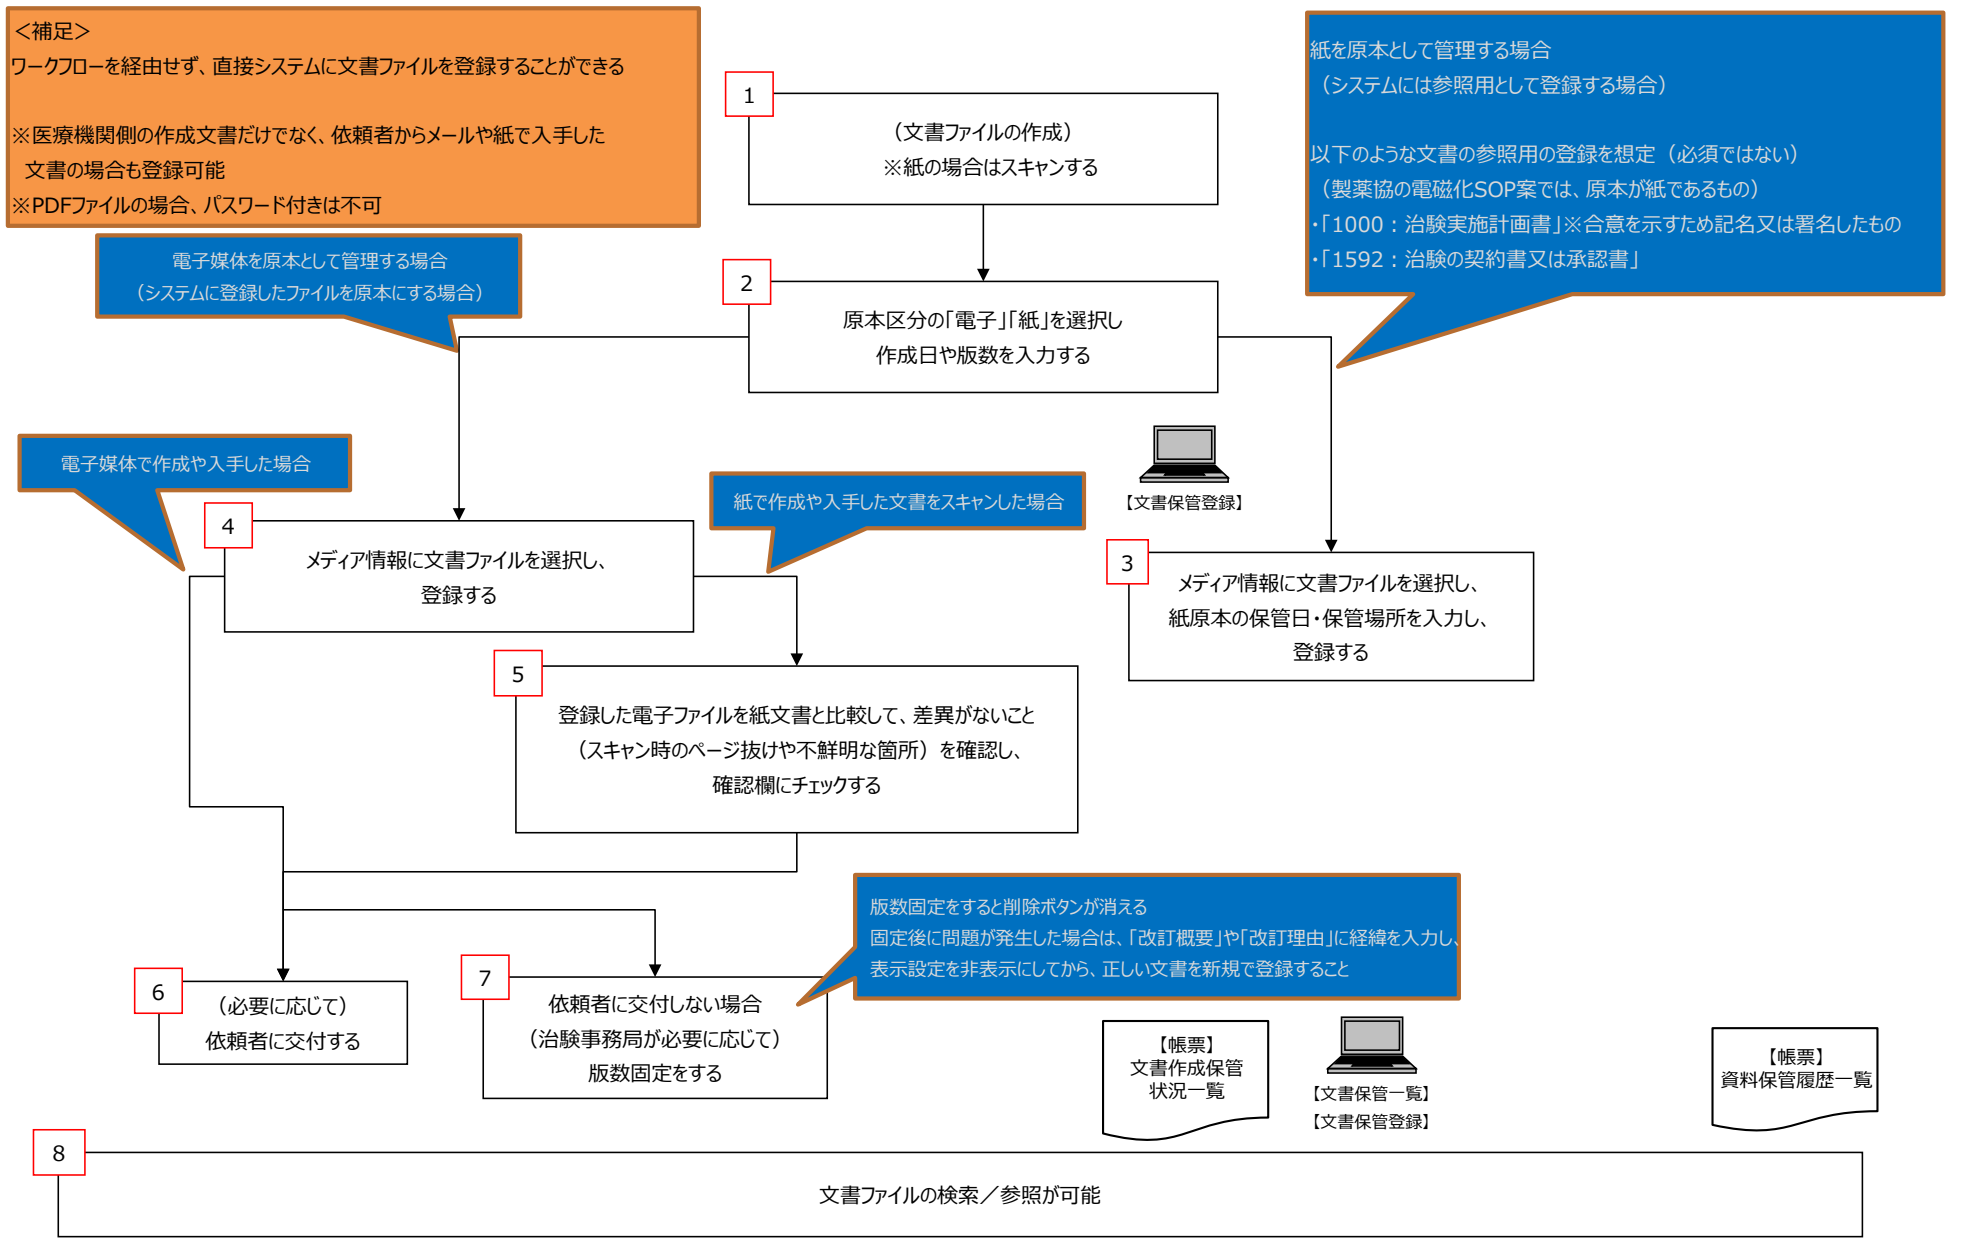 ＜補足＞
ワークフローを経由せず、直接システムに文書ファイルを登録することができる
※医療機関側の作成文書だけでなく、依頼者からメールや紙で入手した
文書の場合も登録可能
※PDFファイルの場合、パスワード付きは不可
1
（文書ファイルの作成）
※紙の場合はスキャンする
紙を原本として管理する場合
（システムには参照用として登録する場合）
以下のような文書の参照用の登録を想定（必須ではない）
（製薬協の電磁化SOP案では、原本が紙であるもの）
・「1000：治験実施計画書」※合意を示すため記名又は署名したもの
・「1592：治験の契約書又は承認書」
電子媒体を原本として管理する場合
（システムに登録したファイルを原本にする場合）
2
原本区分の「電子」「紙」を選択し
作成日や版数を入力する
電子媒体で作成や入手した場合
紙で作成や入手した文書をスキャンした場合
【文書保管登録】
4
メディア情報に文書ファイルを選択し、
登録する
3
メディア情報に文書ファイルを選択し、
紙原本の保管日・保管場所を入力し、
登録する
5
登録した電子ファイルを紙文書と比較して、差異がないこと
（スキャン時のページ抜けや不鮮明な箇所）を確認し、
確認欄にチェックする
版数固定をすると削除ボタンが消える
固定後に問題が発生した場合は、「改訂概要」や「改訂理由」に経緯を入力し、
表示設定を非表示にしてから、正しい文書を新規で登録すること
6
（必要に応じて）
依頼者に交付する
7
依頼者に交付しない場合
（治験事務局が必要に応じて）
版数固定をする
【帳票】
文書作成保管
状況一覧
【文書保管一覧】
【文書保管登録】
【帳票】
資料保管履歴一覧
8
文書ファイルの検索／参照が可能